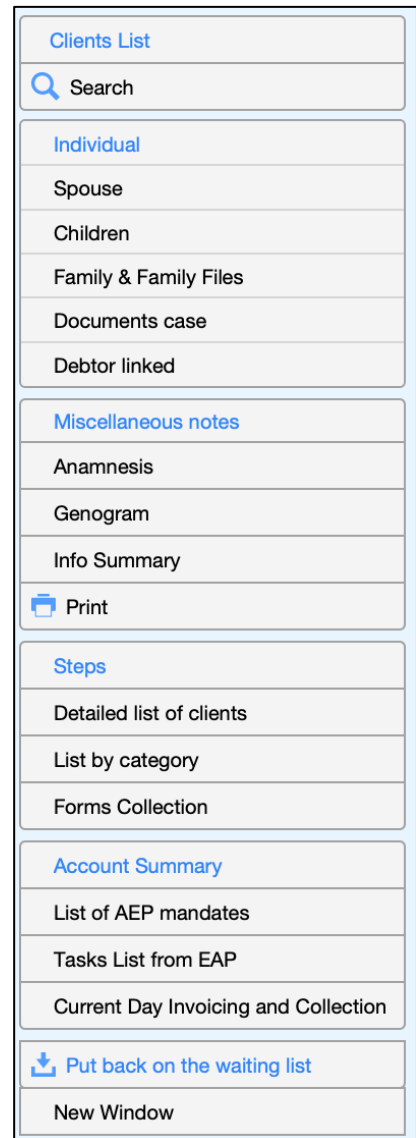 Clients List
Search
Individual
Spouse
Children
Family & Family Files
Documents case
Debtor linked
Miscellaneous notes
Anamnesis
Genogram
Info Summary
Print
Steps
Detailed list of clients
List by category
Forms Collection
Account Summary
List of AEP mandates
Tasks List from EAP
Current Day Invoicing and Collection
Put back on the waiting list
New Window